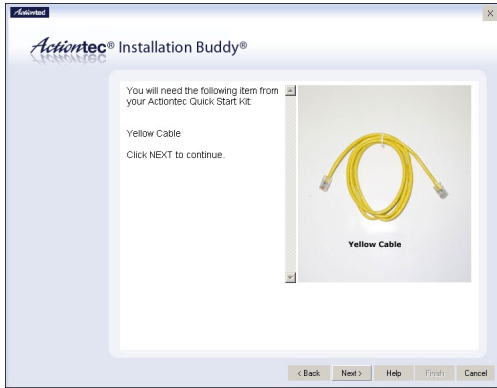 Actiontec
Actiontec® Installation Buddy®
You will need the following item from
your Actiontec Quick Start Kit:
Yellow Cable
Click NEXT to continue.
Yellow Cable
< Back Next > Help Finish Cancel